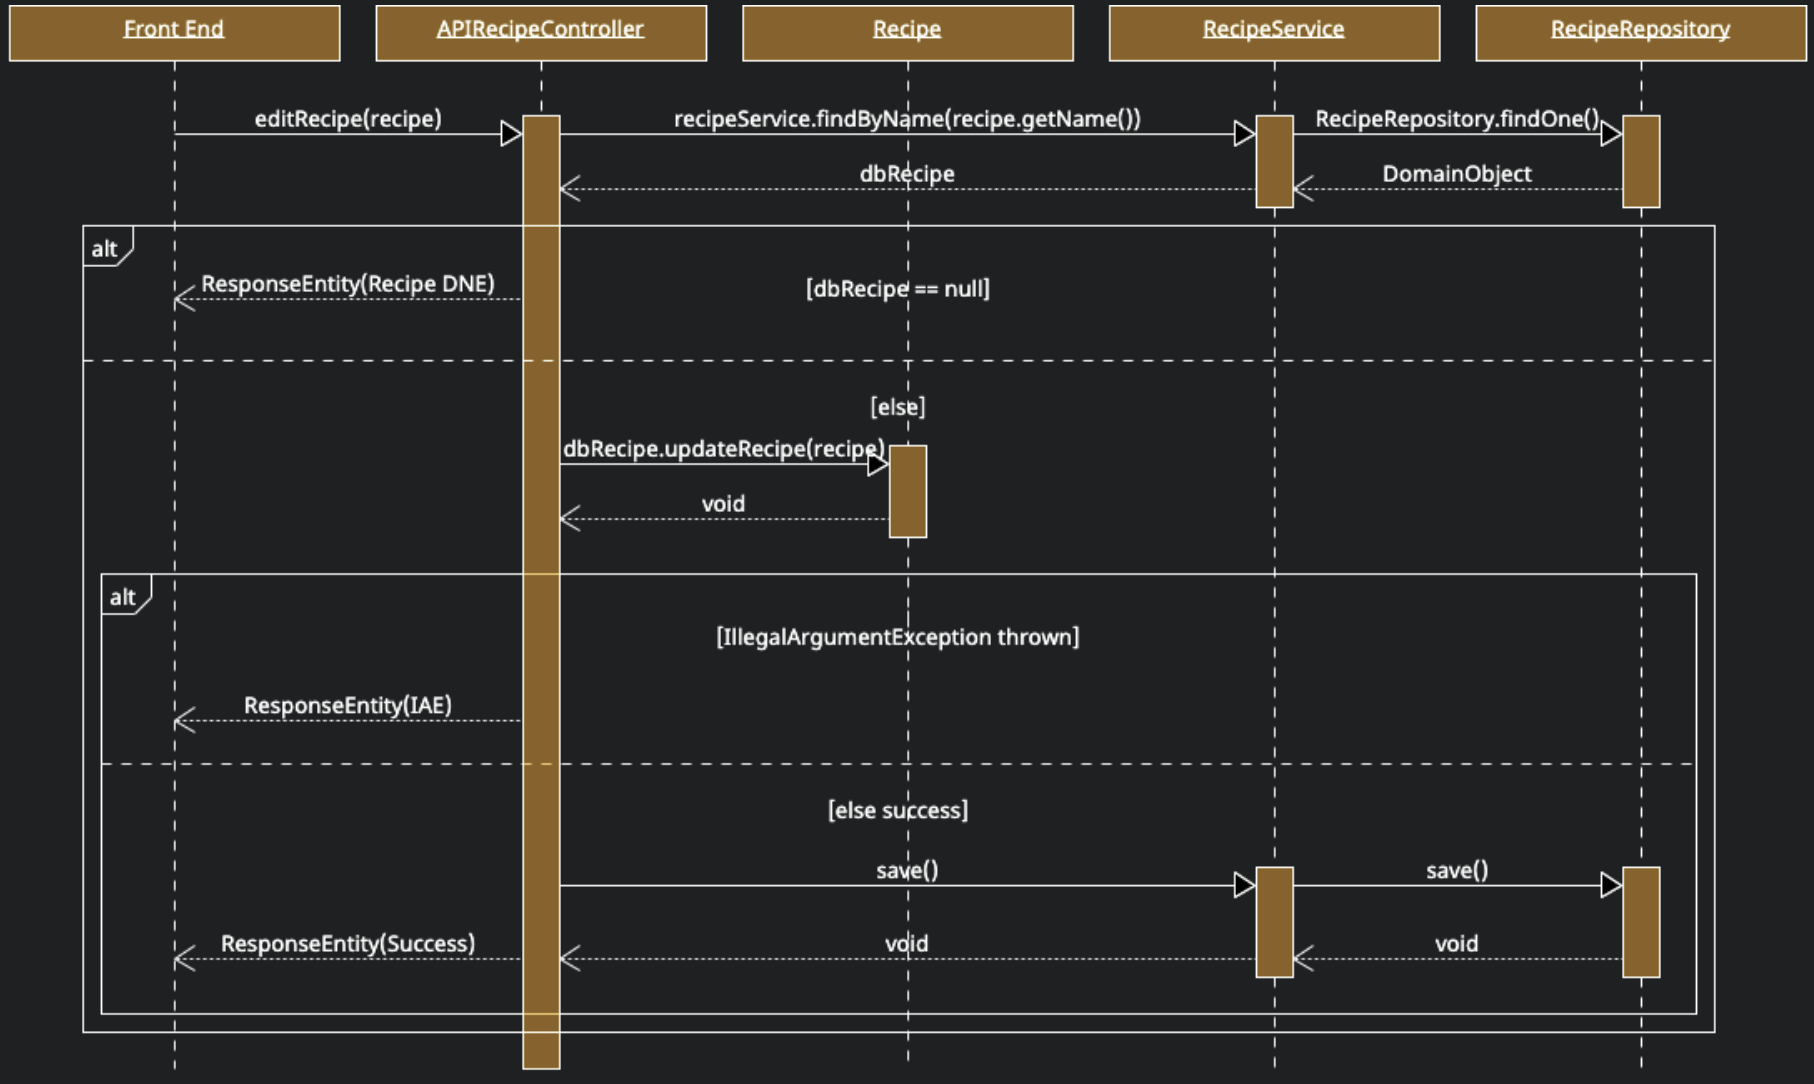 Front End
APIRecipeController
Recipe
RecipeService
RecipeRepository
editRecipe(recipe)
recipeService.findByName(recipe.getName())
RecipeRepository.findOne()
dbRecipe
DomainObject
alt
ResponseEntity(Recipe DNE)
[dbRecipe == null]
[else]
dbRecipe.updateRecipe(recipe)
void
alt
[IllegalArgumentException thrown]
ResponseEntity(IAE)
[else success]
save()
save()
ResponseEntity(Success)
void
void